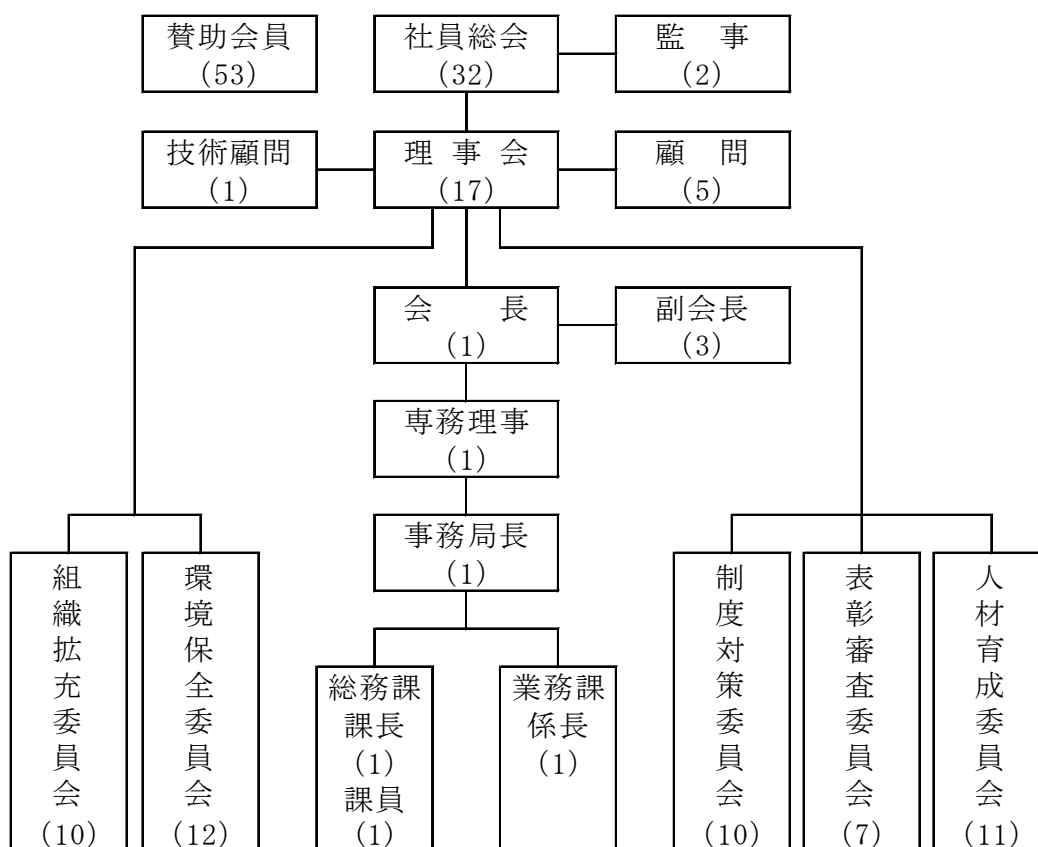 賛助会員
(53)
社員総会
(32)
監　事
(2)
技術顧問
(1)
理 事 会
(17)
顧　問
(5)
会　　長
(1)
副会長
(3)
専務理事
(1)
事務局長
(1)
組織拡充委員会
(10)
環境保全委員会
(12)
総務課
課長
(1)
課員
(1)
業務課
係長
(1)
制度対策委員会
(10)
表彰審査委員会
(7)
人材育成委員会
(11)